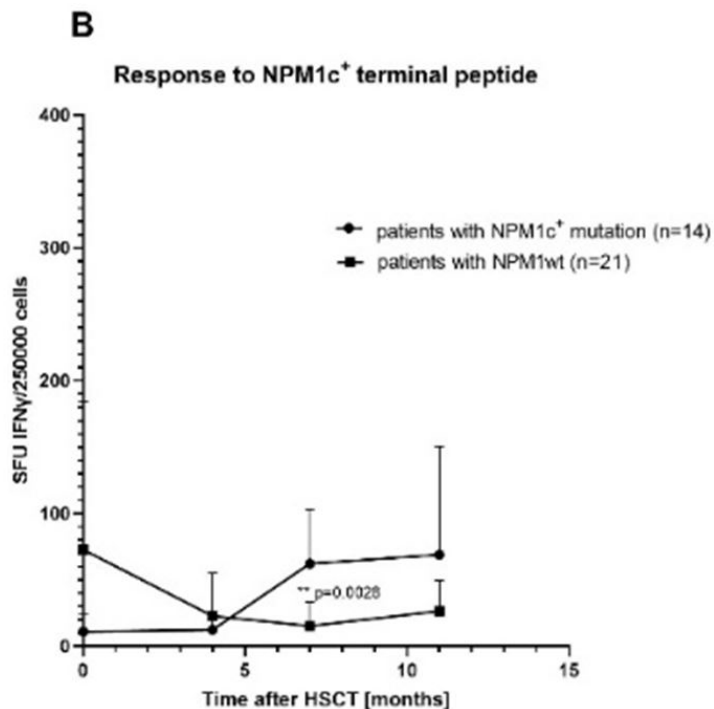 B
Response to NPM1c⁺ terminal peptide
400
patients with NPM1c⁺ mutation (n=14)
patients with NPM1wt (n=21)
300
200
100
0
SFU IFNγ/250000 cells
** p=0.0028
0 5 10 15
Time after HSCT [months]